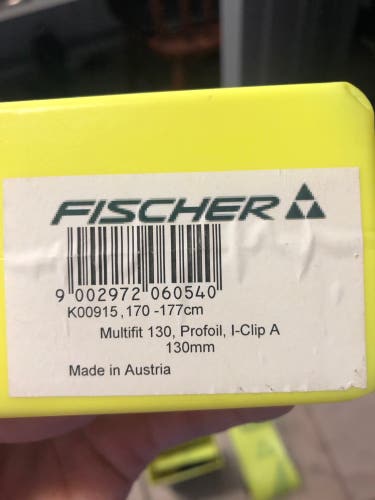 FISCHER
9 002972 060540
K00915, 170 -177cm
Multifit 130, Profoil, I-Clip A
130mm
Made in Austria